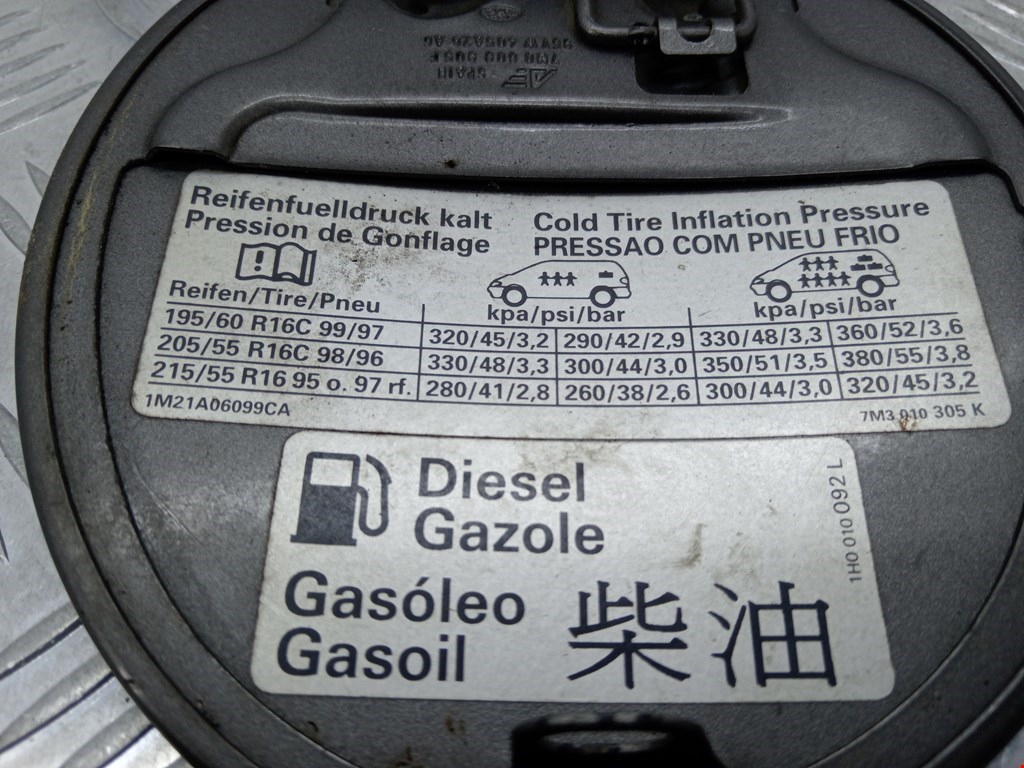 SPAIN
Reifenfuelldruck kalt
Pression de Gonflage
Cold Tire Inflation Pressure
PRESSAO COM PNEU FRIO
Reifen/Tire/Pneu
kpa/psi/bar kpa/psi/bar
195/60 R16C 99/97 320/45/3,2 290/42/2,9 330/48/3,3 360/52/3,6
205/55 R16C 98/96 330/48/3,3 300/44/3,0 350/51/3,5 380/55/3,8
215/55 R16 95 o. 97 rf. 280/41/2,8 260/38/2,6 300/44/3,0 320/45/3,2
1M21A06099CA 7M3 010 305 K
Diesel
Gazole
Gasóleo
Gasoil
柴油
1H0 010 092 L